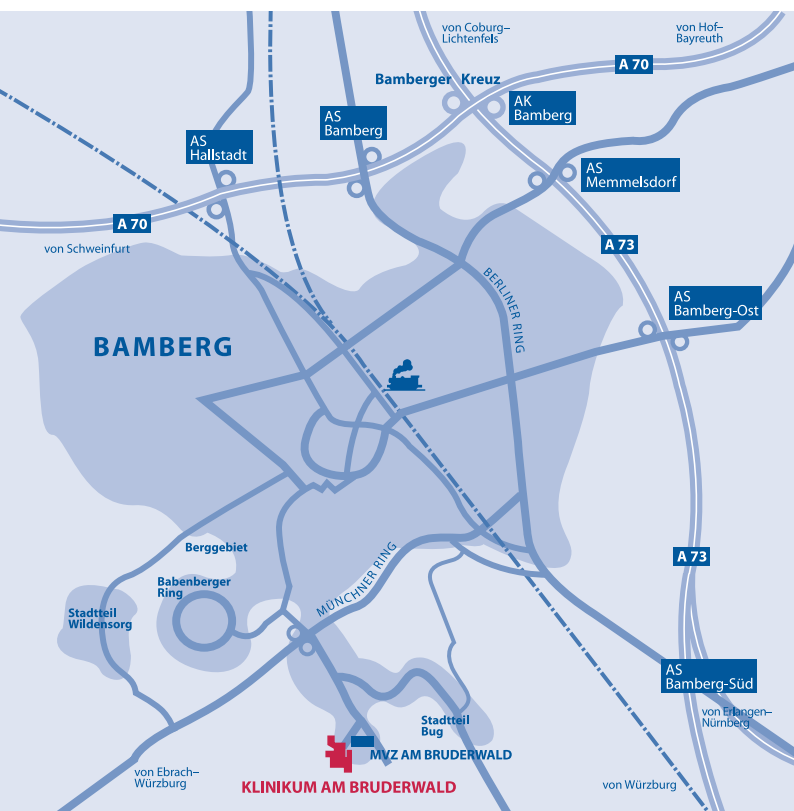 von Coburg–
Lichtenfels
von Hof–
Bayreuth
A 70
Bamberger Kreuz
AK
Bamberg
AS
Bamberg
AS
Hallstadt
AS
Memmelsdorf
A 70
von Schweinfurt
A 73
BERLINER RING
AS
Bamberg-Ost
BAMBERG
Berggebiet
MÜNCHNER RING
A 73
Babenberger
Ring
Stadtteil
Wildensorg
AS
Bamberg-Süd
von Erlangen–
Nürnberg
Stadtteil
Bug
MVZ AM BRUDERWALD
von Ebrach–
Würzburg
KLINIKUM AM BRUDERWALD
von Würzburg